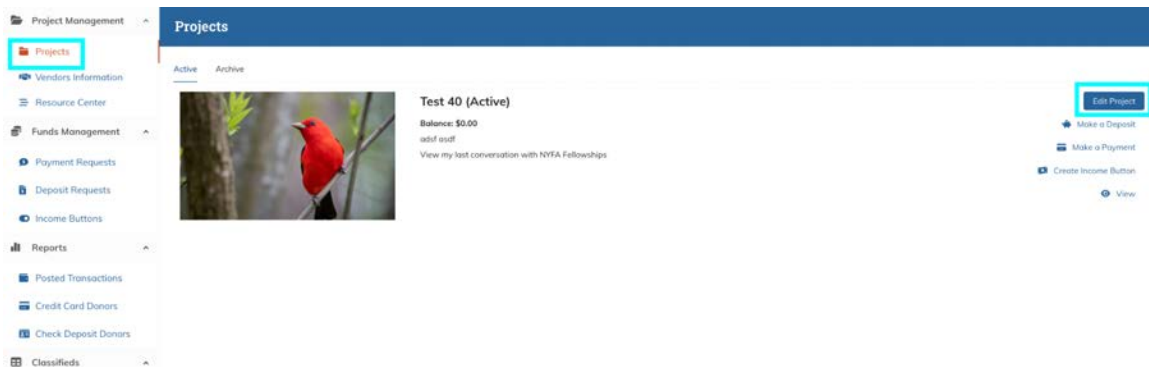 Project Management
Projects
Vendors Information
Resource Center
Funds Management
Payment Requests
Deposit Requests
Income Buttons
Reports
Posted Transactions
Credit Card Donors
Check Deposit Donors
Classifieds
Projects
Active Archive
Test 40 (Active)
Balance: $0.00
adsf asdf
View my last conversation with NYFA Fellowships
Edit Project
Make a Deposit
Make a Payment
Create Income Button
View